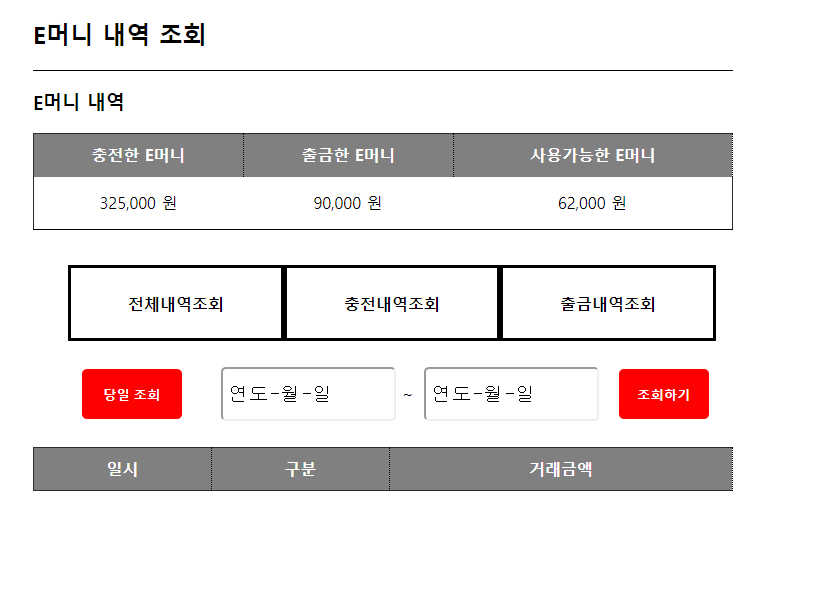 E머니 내역 조회
E머니 내역
충전한 E머니 출금한 E머니 사용가능한 E머니
325,000 원 90,000 원 62,000 원
전체내역조회 충전내역조회 출금내역조회
당일 조회 연도-월-일 ~ 연도-월-일 조회하기
일시 구분 거래금액